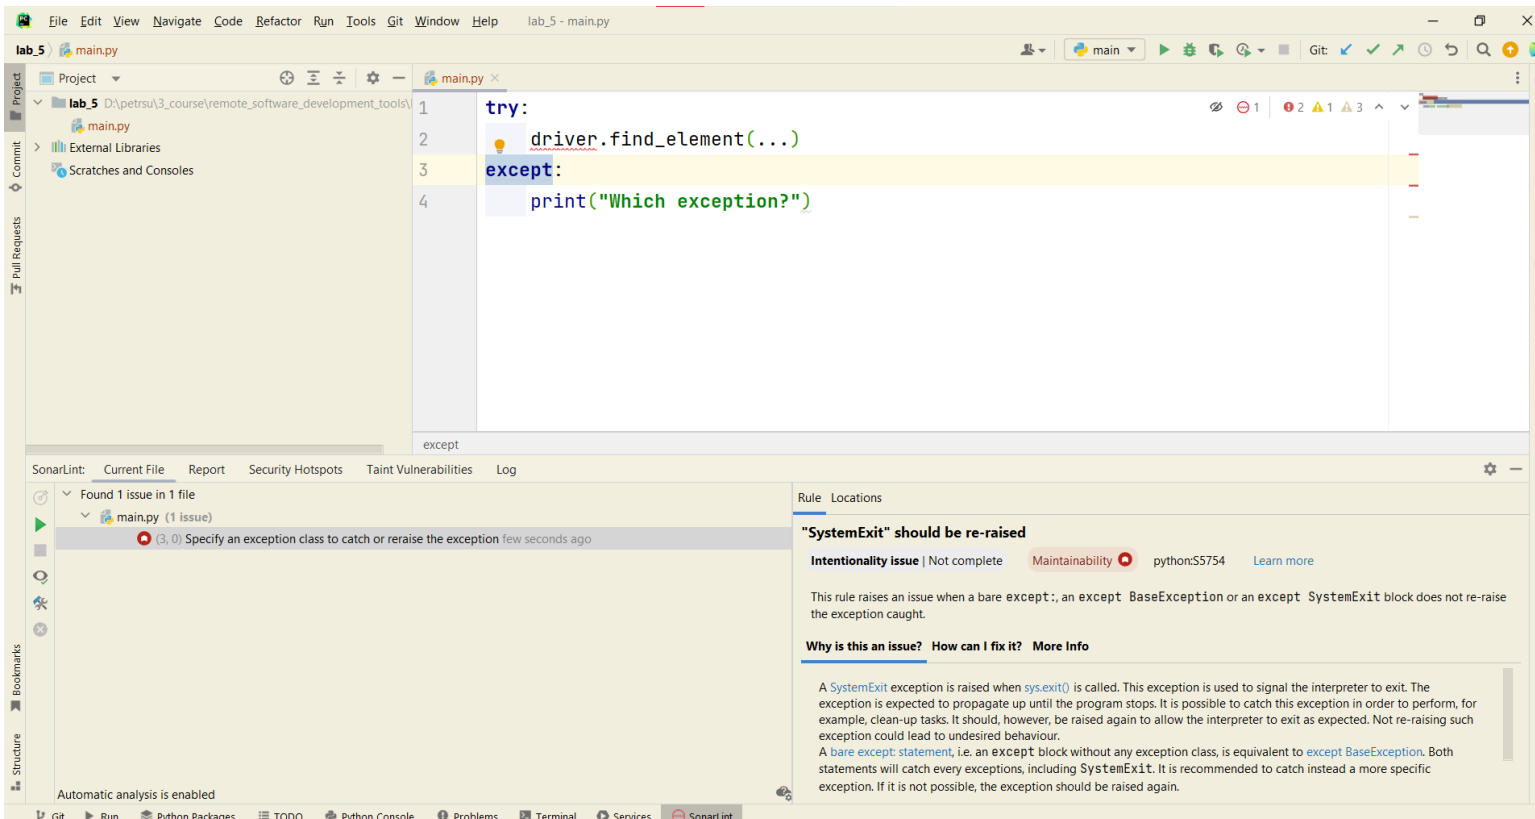 File Edit View Navigate Code Refactor Run Tools Git Window Help lab_5 - main.py
lab_5 main.py
main
Git:
Project
main.py
Project
Commit
Pull Requests
Bookmarks
Structure
lab_5 D:\petrsu\3_course\remote_software_development_tools\
main.py
External Libraries
Scratches and Consoles
1 try:
2 driver.find_element(...)
3 except:
4 print("Which exception?")
1 2 1 3
except
SonarLint: Current File Report Security Hotspots Taint Vulnerabilities Log
Found 1 issue in 1 file
main.py (1 issue)
(3, 0) Specify an exception class to catch or reraise the exception few seconds ago
Automatic analysis is enabled
Rule Locations
"SystemExit" should be re-raised
Intentionality issue | Not complete Maintainability python:S5754 Learn more
This rule raises an issue when a bare except:, an except BaseException or an except SystemExit block does not re-raise
the exception caught.
Why is this an issue? How can I fix it? More Info
A SystemExit exception is raised when sys.exit() is called. This exception is used to signal the interpreter to exit. The
exception is expected to propagate up until the program stops. It is possible to catch this exception in order to perform, for
example, clean-up tasks. It should, however, be raised again to allow the interpreter to exit as expected. Not re-raising such
exception could lead to undesired behaviour.
A bare except: statement, i.e. an except block without any exception class, is equivalent to except BaseException. Both
statements will catch every exceptions, including SystemExit. It is recommended to catch instead a more specific
exception. If it is not possible, the exception should be raised again.
Git Run Python Packages TODO Python Console Problems Terminal Services SonarLint